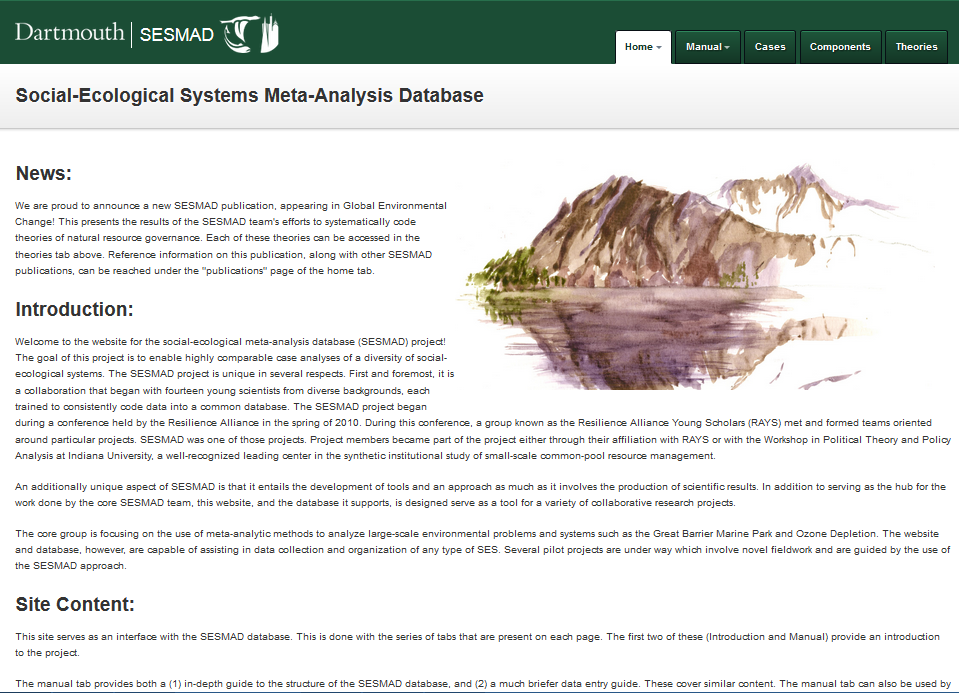 Dartmouth | SESMAD
Home Manual Cases Components Theories
Social-Ecological Systems Meta-Analysis Database
News:
We are proud to announce a new SESMAD publication, appearing in Global Environmental
Change! This presents the results of the SESMAD team's efforts to systematically code
theories of natural resource governance. Each of these theories can be accessed in the
theories tab above. Reference information on this publication, along with other SESMAD
publications, can be reached under the "publications" page of the home tab.
Introduction:
Welcome to the website for the social-ecological meta-analysis database (SESMAD) project!
The goal of this project is to enable highly comparable case analyses of a diversity of social-
ecological systems. The SESMAD project is unique in several respects. First and foremost, it is
a collaboration that began with fourteen young scientists from diverse backgrounds, each
trained to consistently code data into a common database. The SESMAD project began
during a conference held by the Resilience Alliance in the spring of 2010. During this conference, a group known as the Resilience Alliance Young Scholars (RAYS) met and formed teams oriented
around particular projects. SESMAD was one of those projects. Project members became part of the project either through their affiliation with RAYS or with the Workshop in Political Theory and Policy
Analysis at Indiana University, a well-recognized leading center in the synthetic institutional study of small-scale common-pool resource management.
An additionally unique aspect of SESMAD is that it entails the development of tools and an approach as much as it involves the production of scientific results. In addition to serving as the hub for the
work done by the core SESMAD team, this website, and the database it supports, is designed serve as a tool for a variety of collaborative research projects.
The core group is focusing on the use of meta-analytic methods to analyze large-scale environmental problems and systems such as the Great Barrier Marine Park and Ozone Depletion. The website
and database, however, are capable of assisting in data collection and organization of any type of SES. Several pilot projects are under way which involve novel fieldwork and are guided by the use of
the SESMAD approach.
Site Content:
This site serves as an interface with the SESMAD database. This is done with the series of tabs that are present on each page. The first two of these (Introduction and Manual) provide an introduction
to the project.
The manual tab provides both a (1) in-depth guide to the structure of the SESMAD database, and (2) a much briefer data entry guide. These cover similar content. The manual tab can also be used by